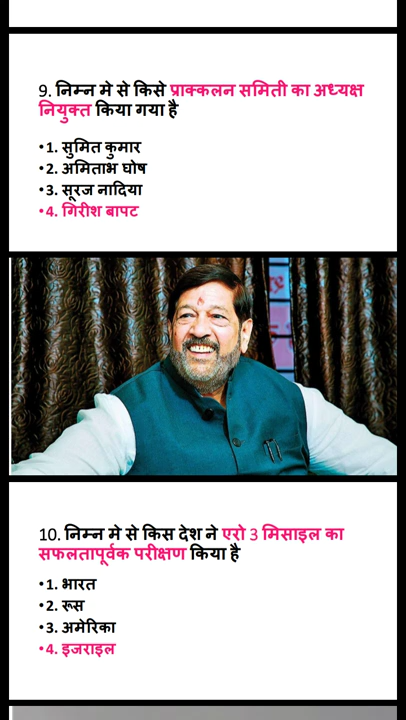 9. निम्न मे से किसे प्राक्कलन समिती का अध्यक्ष
नियुक्त किया गया है
•1. सुमित कुमार
•2. अमिताभ घोष
•3. सूरज नादिया
•4. गिरीश बापट
10. निम्न मे से किस देश ने एरो 3 मिसाइल का
सफलतापूर्वक परीक्षण किया है
•1. भारत
•2. रूस
•3. अमेरिका
•4. इजराइल